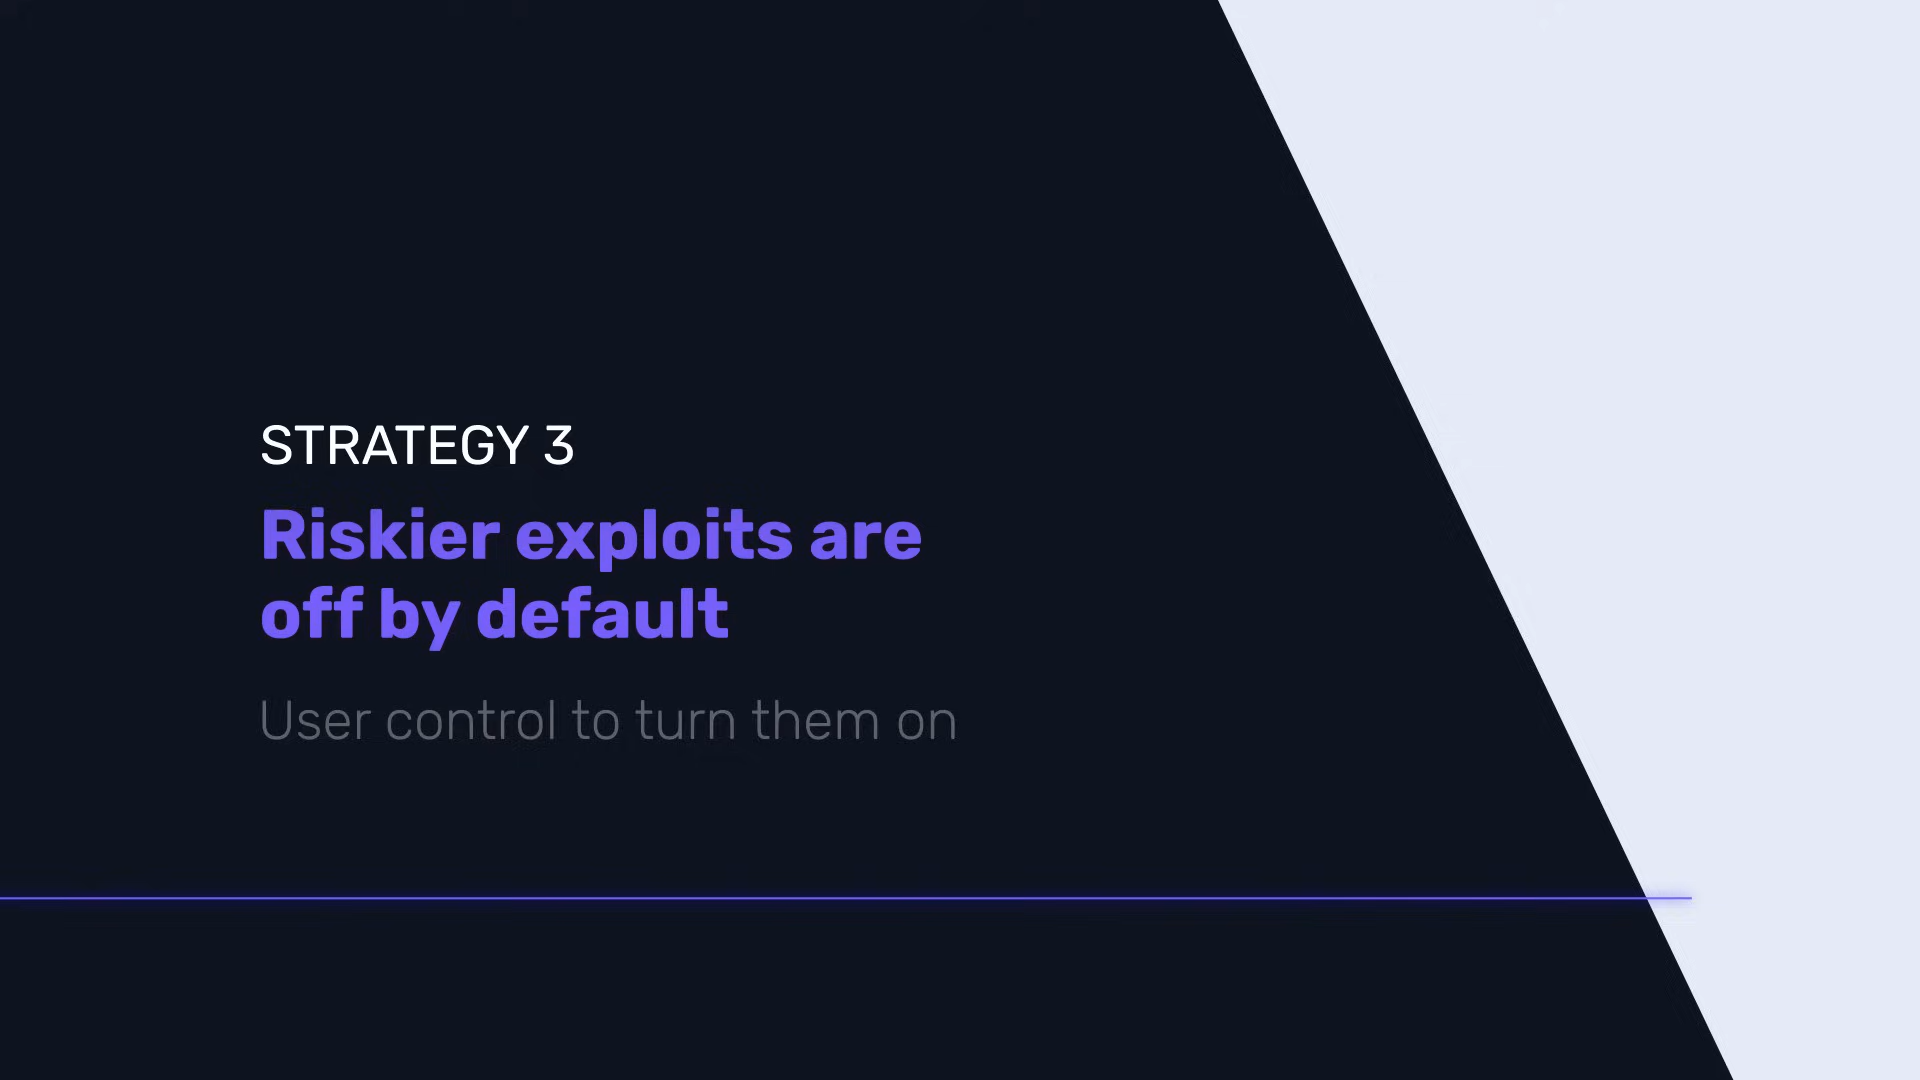 STRATEGY 3
Riskier exploits are
off by default
User control to turn them on